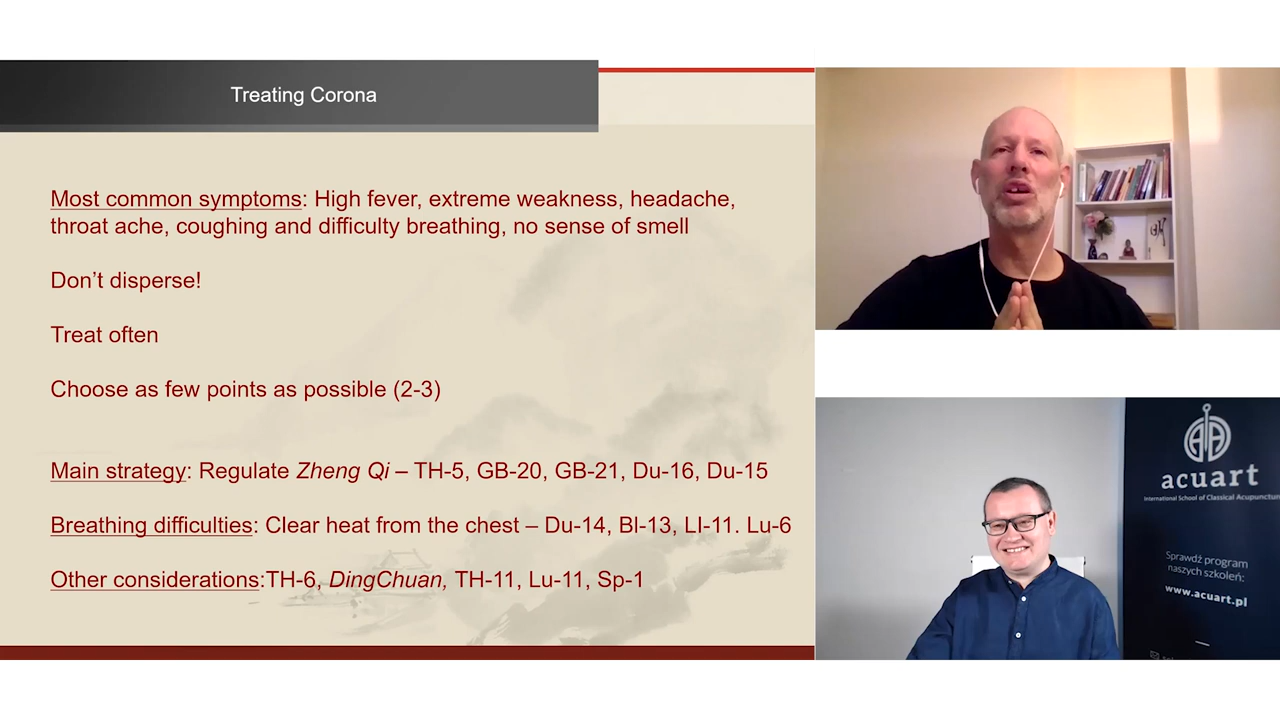 Treating Corona
Most common symptoms: High fever, extreme weakness, headache,
throat ache, coughing and difficulty breathing, no sense of smell
Don't disperse!
Treat often
Choose as few points as possible (2-3)
Main strategy: Regulate Zheng Qi – TH-5, GB-20, GB-21, Du-16, Du-15
Breathing difficulties: Clear heat from the chest – Du-14, Bl-13, LI-11. Lu-6
Other considerations:TH-6, DingChuan, TH-11, Lu-11, Sp-1
acuart
International School of Classical Acupunctur
Sprawdź program
naszych szkoleń:
www.acuart.pl